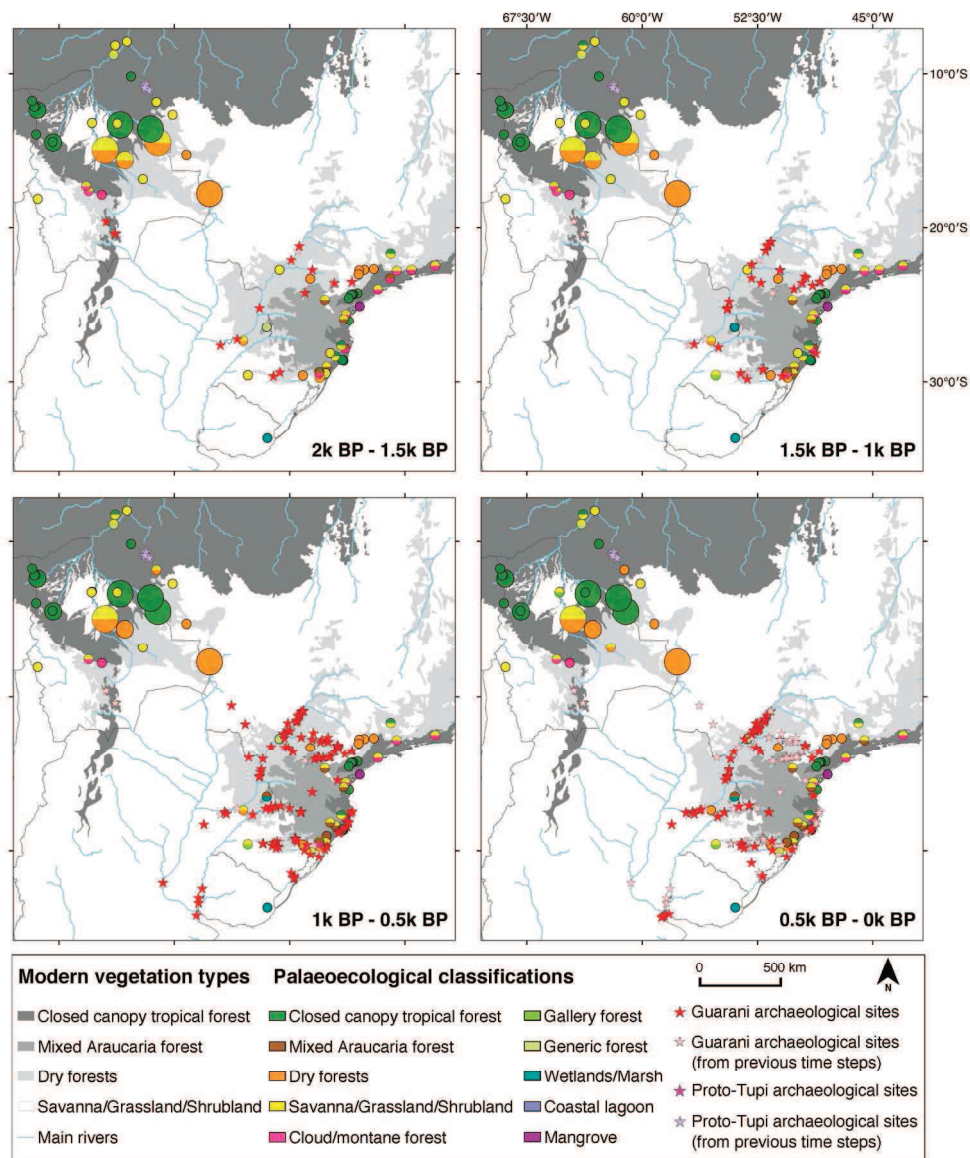 67°30'W 60°0'W 52°30'W 45°0'W
10°0'S
20°0'S
30°0'S
2k BP - 1.5k BP
1.5k BP - 1k BP
1k BP - 0.5k BP
0.5k BP - 0k BP
Modern vegetation types
Closed canopy tropical forest
Mixed Araucaria forest
Dry forests
Savanna/Grassland/Shrubland
Main rivers
Palaeoecological classifications
Closed canopy tropical forest
Mixed Araucaria forest
Dry forests
Savanna/Grassland/Shrubland
Cloud/montane forest
Gallery forest
Generic forest
Wetlands/Marsh
Coastal lagoon
Mangrove
0 500 km
N
Guarani archaeological sites
Guarani archaeological sites
(from previous time steps)
Proto-Tupi archaeological sites
Proto-Tupi archaeological sites
(from previous time steps)